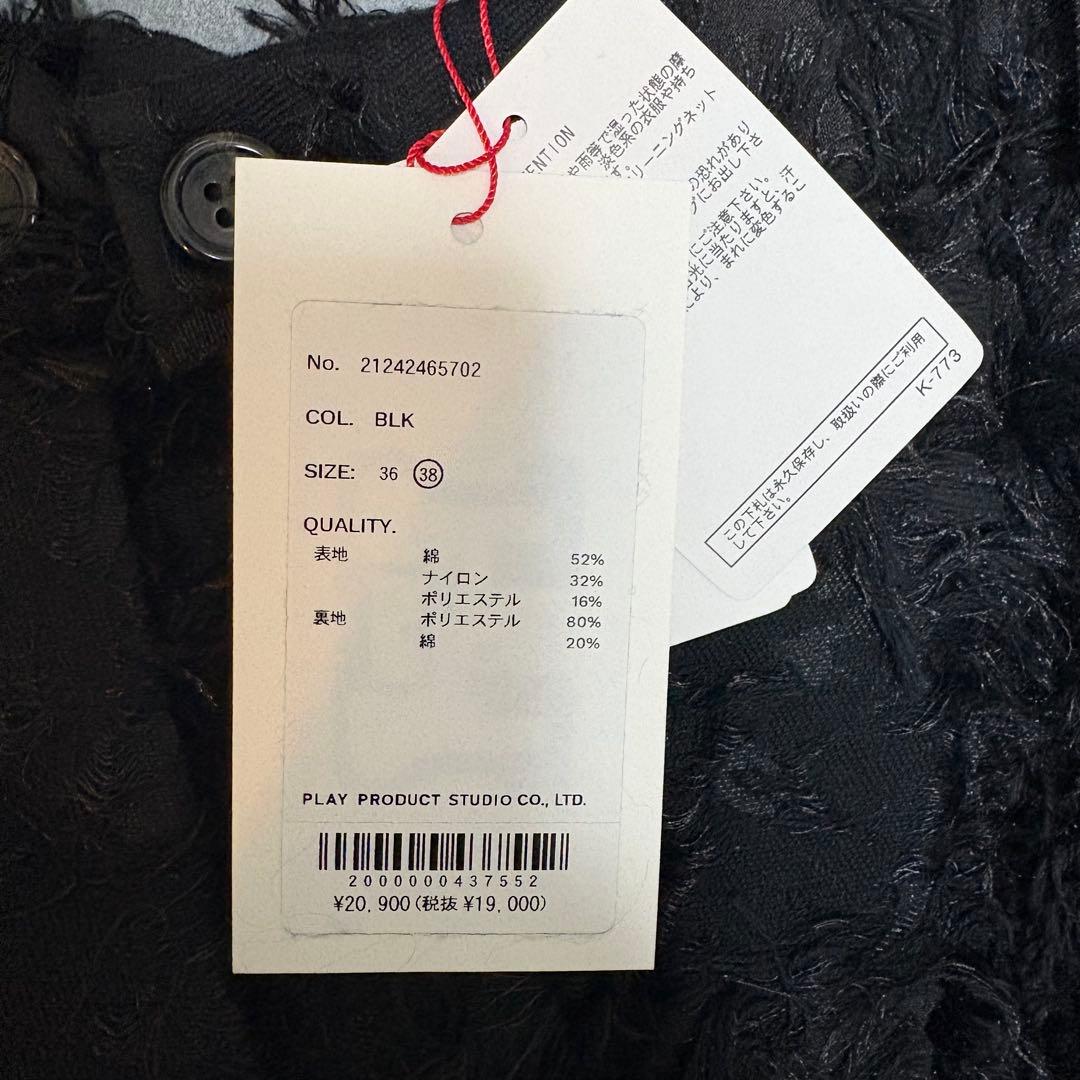 No. 21242465702
COL. BLK
SIZE: 36 38
QUALITY.
表地 綿 52%
ナイロン 32%
ポリエステル 16%
裏地 ポリエステル 80%
綿 20%
PLAY PRODUCT STUDIO CO., LTD.
2000000437552
¥20,900(税抜 ¥19,000)
ENTION
や雨等で湿った状態の摩
淡色系の衣服や持ち
リーニングネット
の恐れがあり
にお出し下さ
ご注意下さい。
に当たりますと、
より、まれに変色するこ
汗
この下札は永久保存し、取扱いの際にご利用
して下さい。
K-773